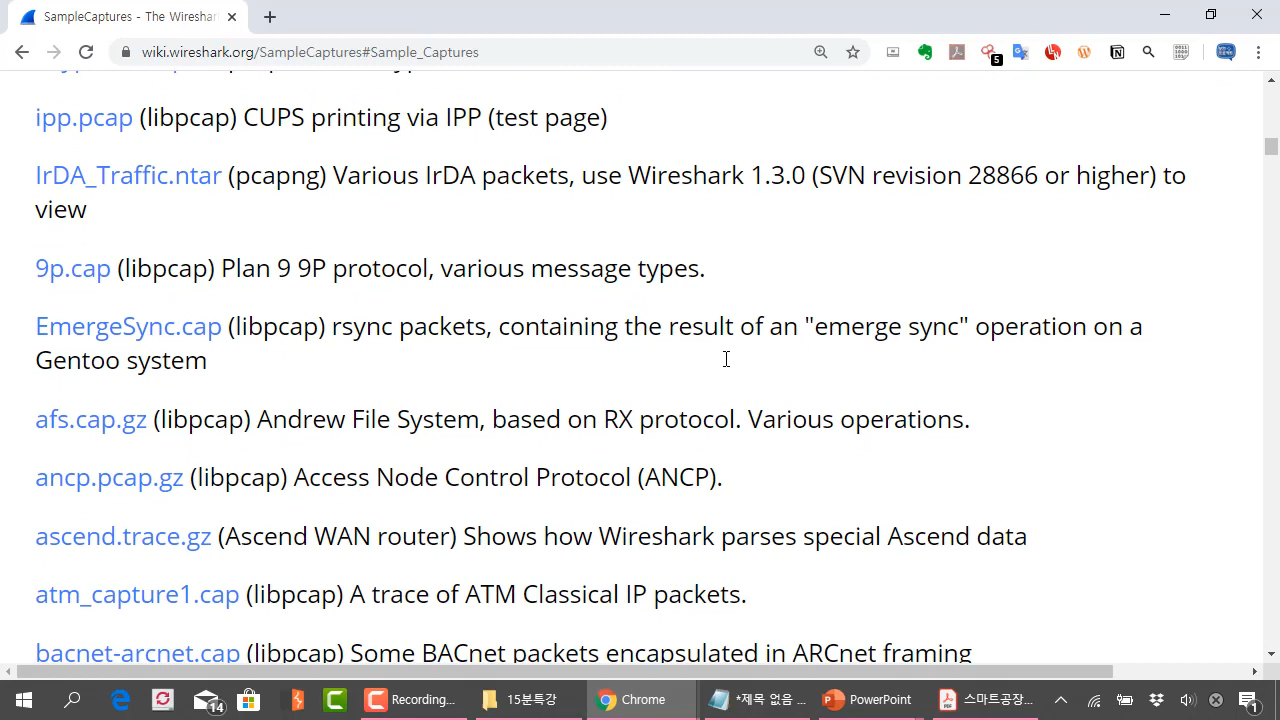 SampleCaptures - The Wireshar
wiki.wireshark.org/SampleCaptures#Sample_Captures
5
ipp.pcap (libpcap) CUPS printing via IPP (test page)
IrDA_Traffic.ntar (pcapng) Various IrDA packets, use Wireshark 1.3.0 (SVN revision 28866 or higher) to
view
9p.cap (libpcap) Plan 9 9P protocol, various message types.
EmergeSync.cap (libpcap) rsync packets, containing the result of an "emerge sync" operation on a
Gentoo system
afs.cap.gz (libpcap) Andrew File System, based on RX protocol. Various operations.
ancp.pcap.gz (libpcap) Access Node Control Protocol (ANCP).
ascend.trace.gz (Ascend WAN router) Shows how Wireshark parses special Ascend data
atm_capture1.cap (libpcap) A trace of ATM Classical IP packets.
bacnet-arcnet.cap (libpcap) Some BACnet packets encapsulated in ARCnet framing
14 Recording... 15분특강 Chrome *제목 없음 ... PowerPoint 스마트공장... 1